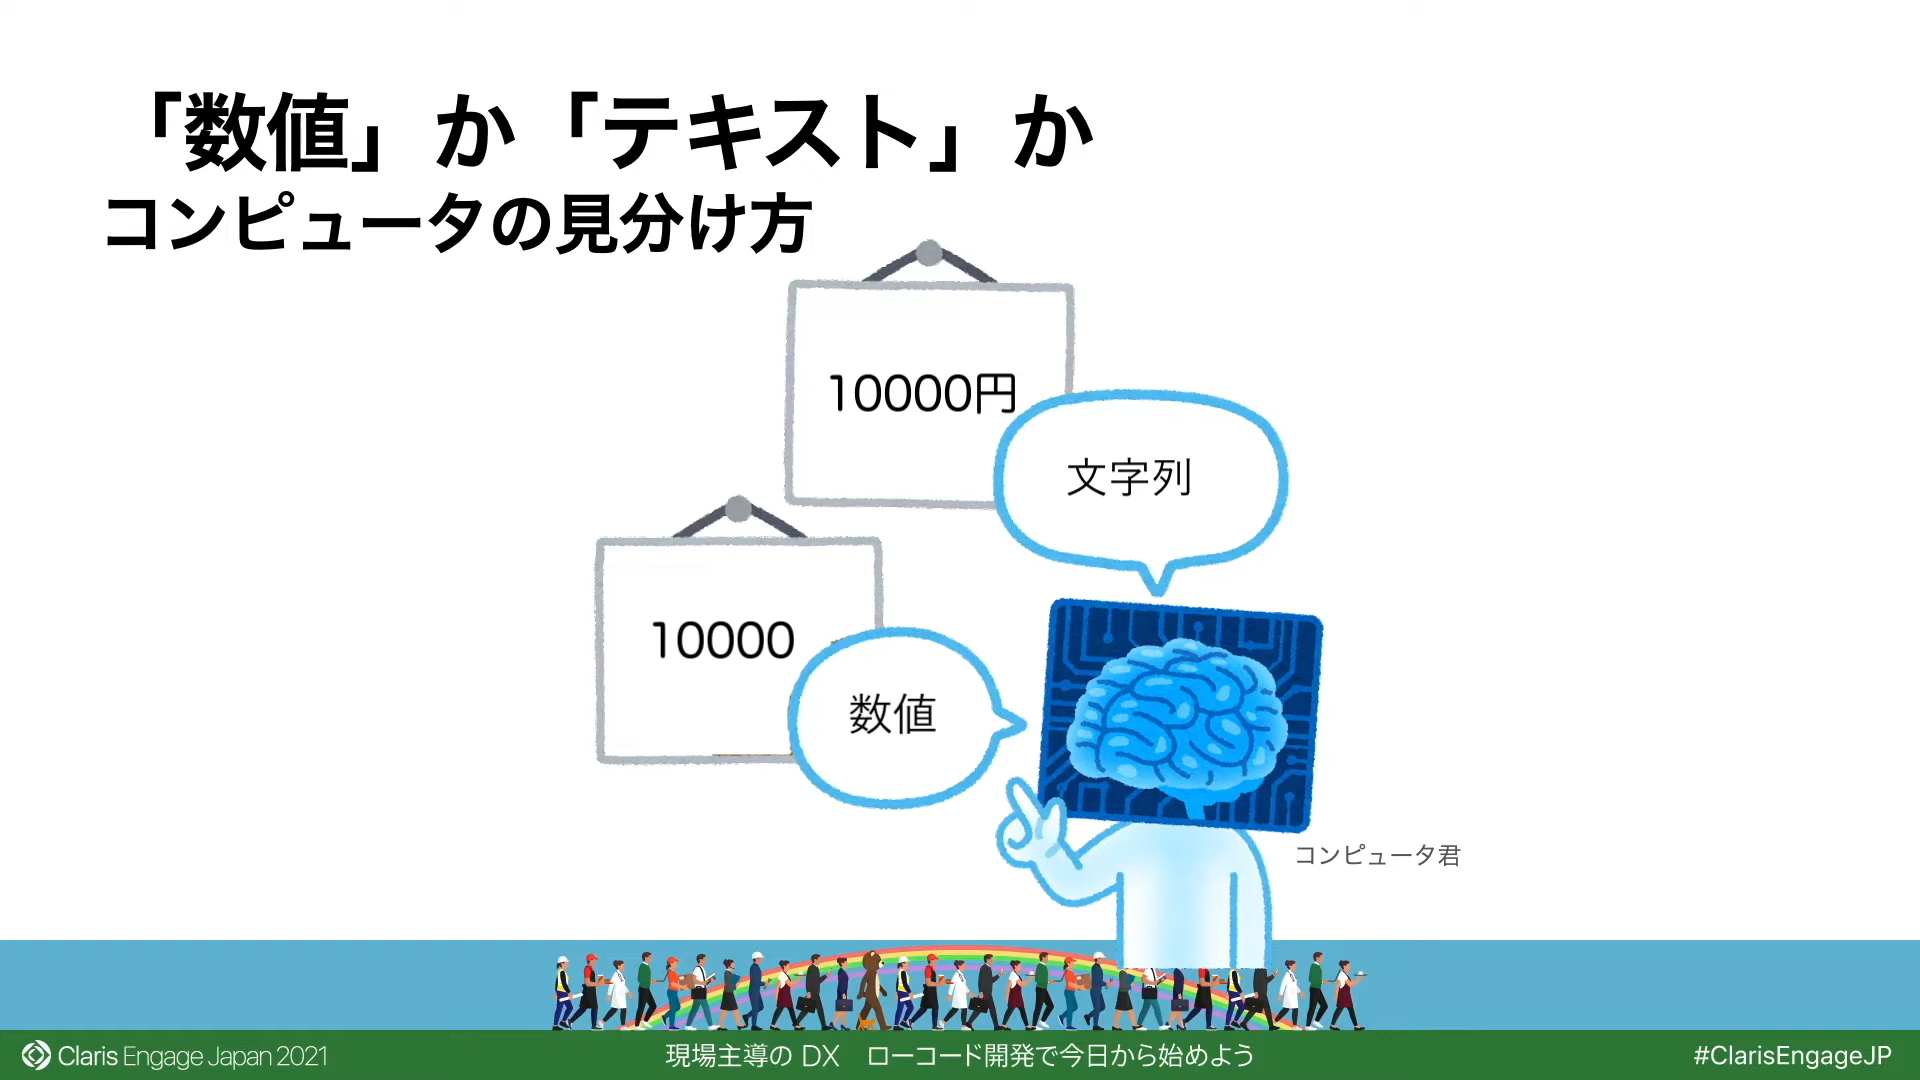 「数値」か「テキスト」か
コンピュータの見分け方
10000円
文字列
10000
数値
コンピュータ君
Claris Engage Japan 2021
現場主導の DX　ローコード開発で今日から始めよう
#ClarisEngageJP